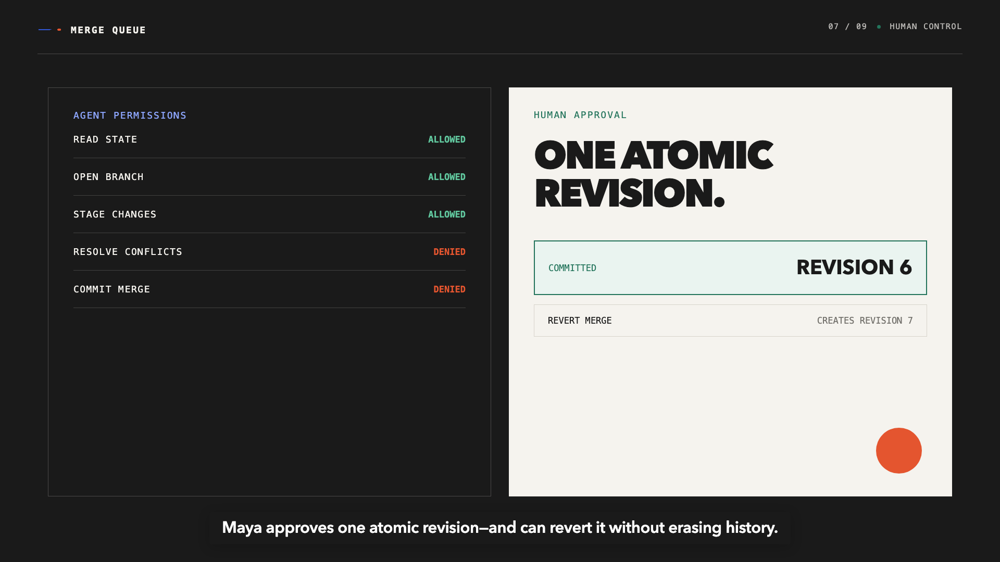 MERGE QUEUE
07 / 09 • HUMAN CONTROL
AGENT PERMISSIONS
READ STATE ALLOWED
OPEN BRANCH ALLOWED
STAGE CHANGES ALLOWED
RESOLVE CONFLICTS DENIED
COMMIT MERGE DENIED
HUMAN APPROVAL
ONE ATOMIC
REVISION.
COMMITTED REVISION 6
REVERT MERGE CREATES REVISION 7
Maya approves one atomic revision—and can revert it without erasing history.